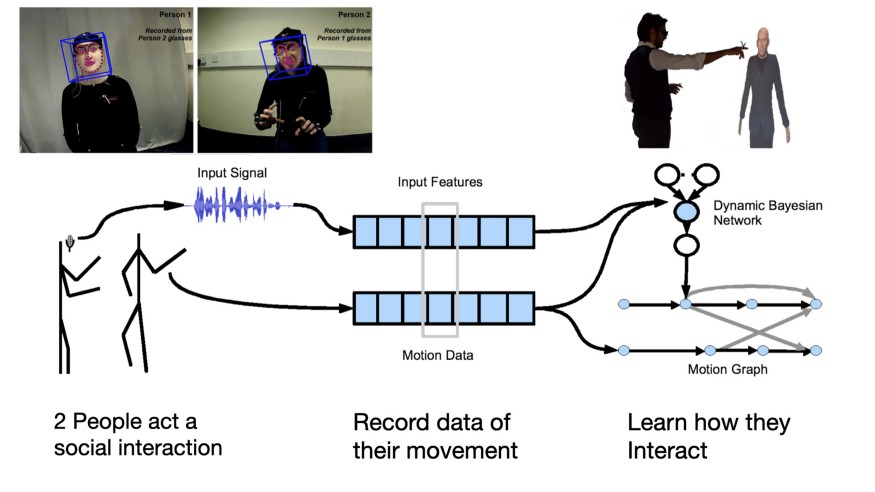 Person 1
Recorded from
Person 2 glasses
Person 2
Recorded from
Person 1 glasses
Input Signal
Input Features
Dynamic Bayesian
Network
Motion Data
Motion Graph
2 People act a
social interaction
Record data of
their movement
Learn how they
Interact